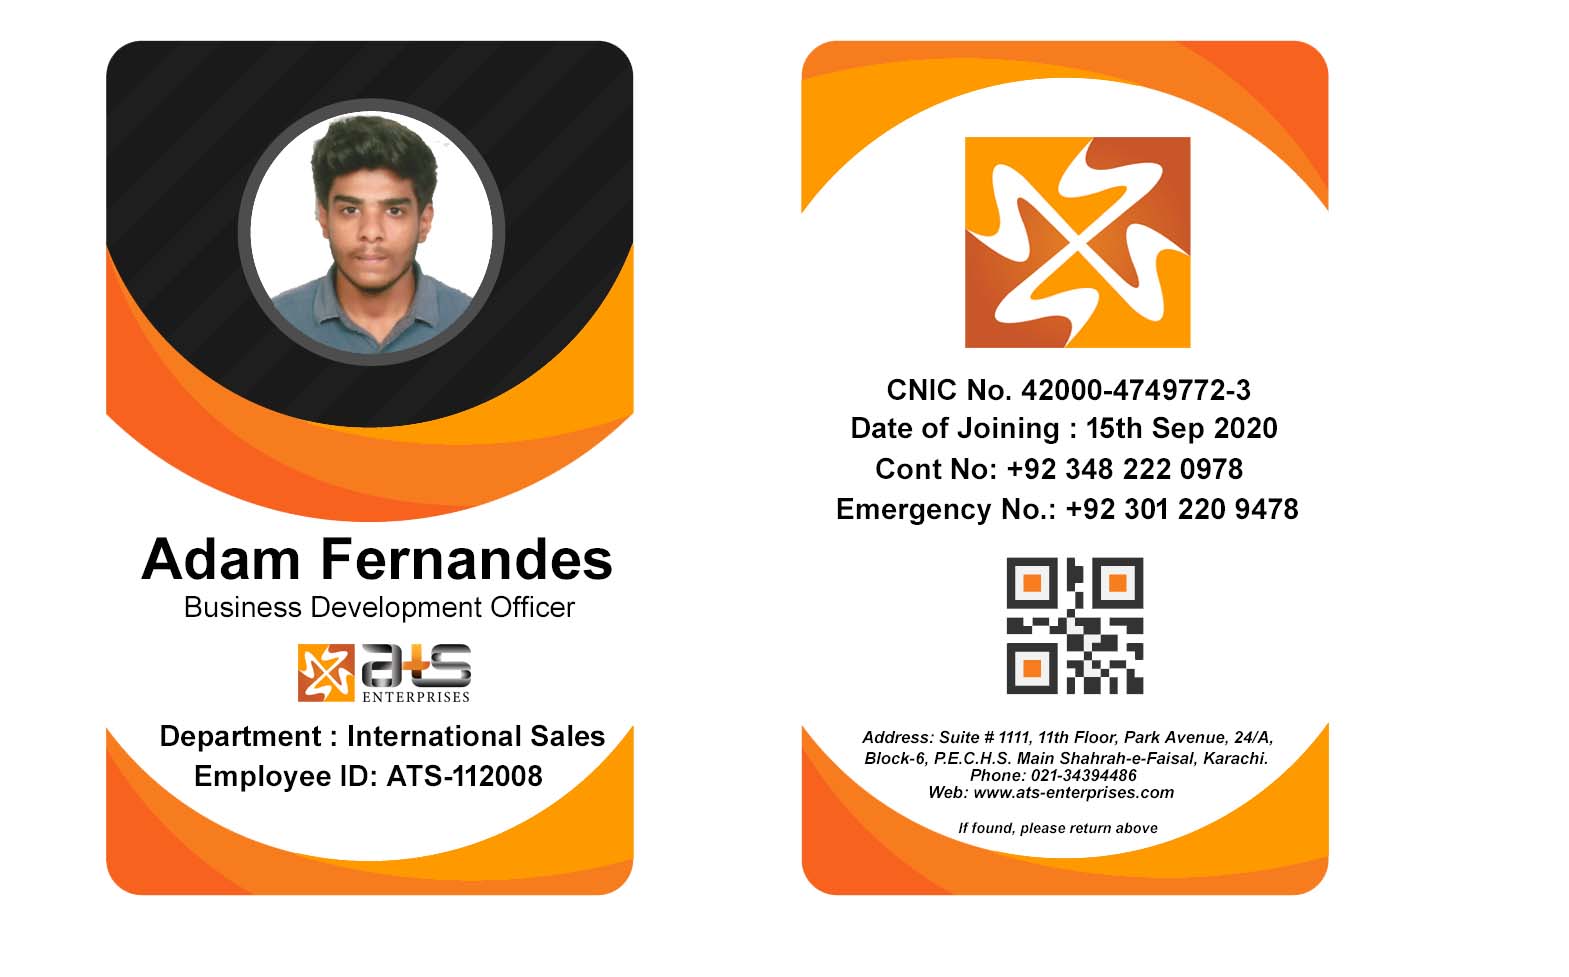 Adam Fernandes
Business Development Officer
ats
ENTERPRISES
Department : International Sales
Employee ID: ATS-112008
CNIC No. 42000-4749772-3
Date of Joining : 15th Sep 2020
Cont No: +92 348 222 0978
Emergency No.: +92 301 220 9478
Address: Suite # 1111, 11th Floor, Park Avenue, 24/A,
Block-6, P.E.C.H.S. Main Shahrah-e-Faisal, Karachi.
Phone: 021-34394486
Web: www.ats-enterprises.com
If found, please return above